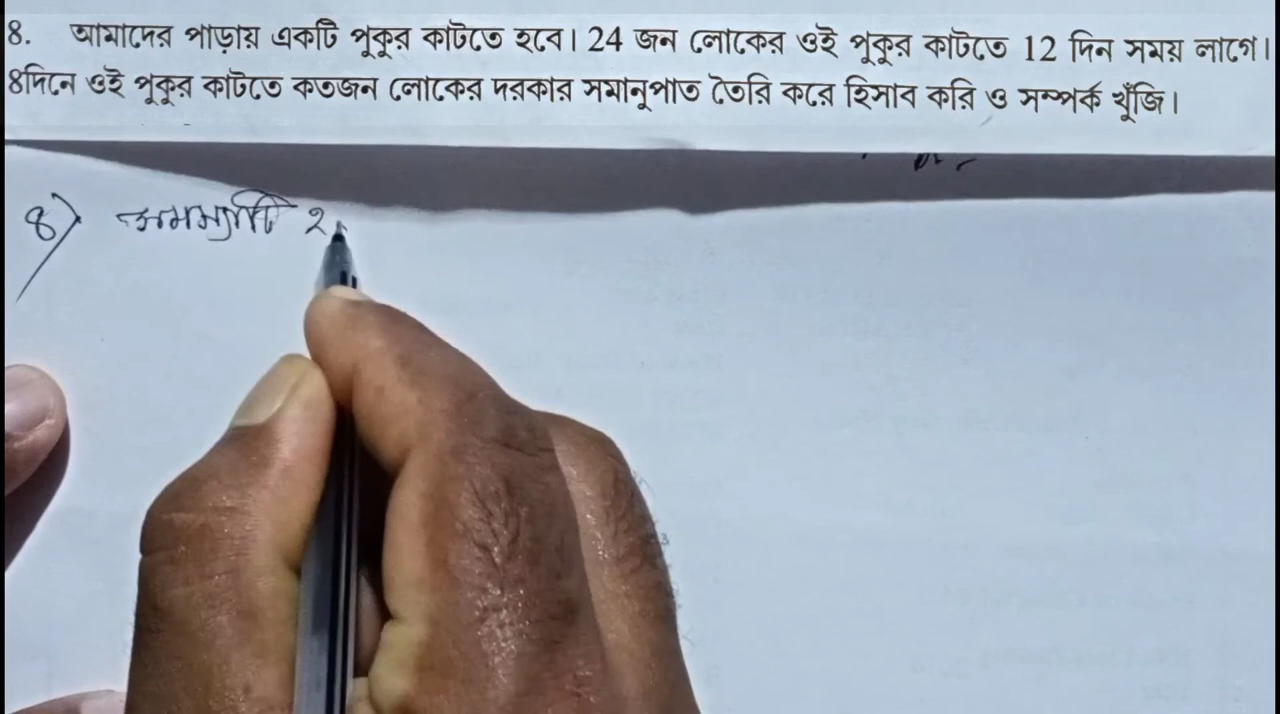 8. আমাদের পাড়ায় একটি পুকুর কাটতে হবে। 24 জন লোকের ওই পুকুর কাটতে 12 দিন সময় লাগে।
8দিনে ওই পুকুর কাটতে কতজন লোকের দরকার সমানুপাত তৈরি করে হিসাব করি ও সম্পর্ক খুঁজি।
8) সমস্যাটি হ